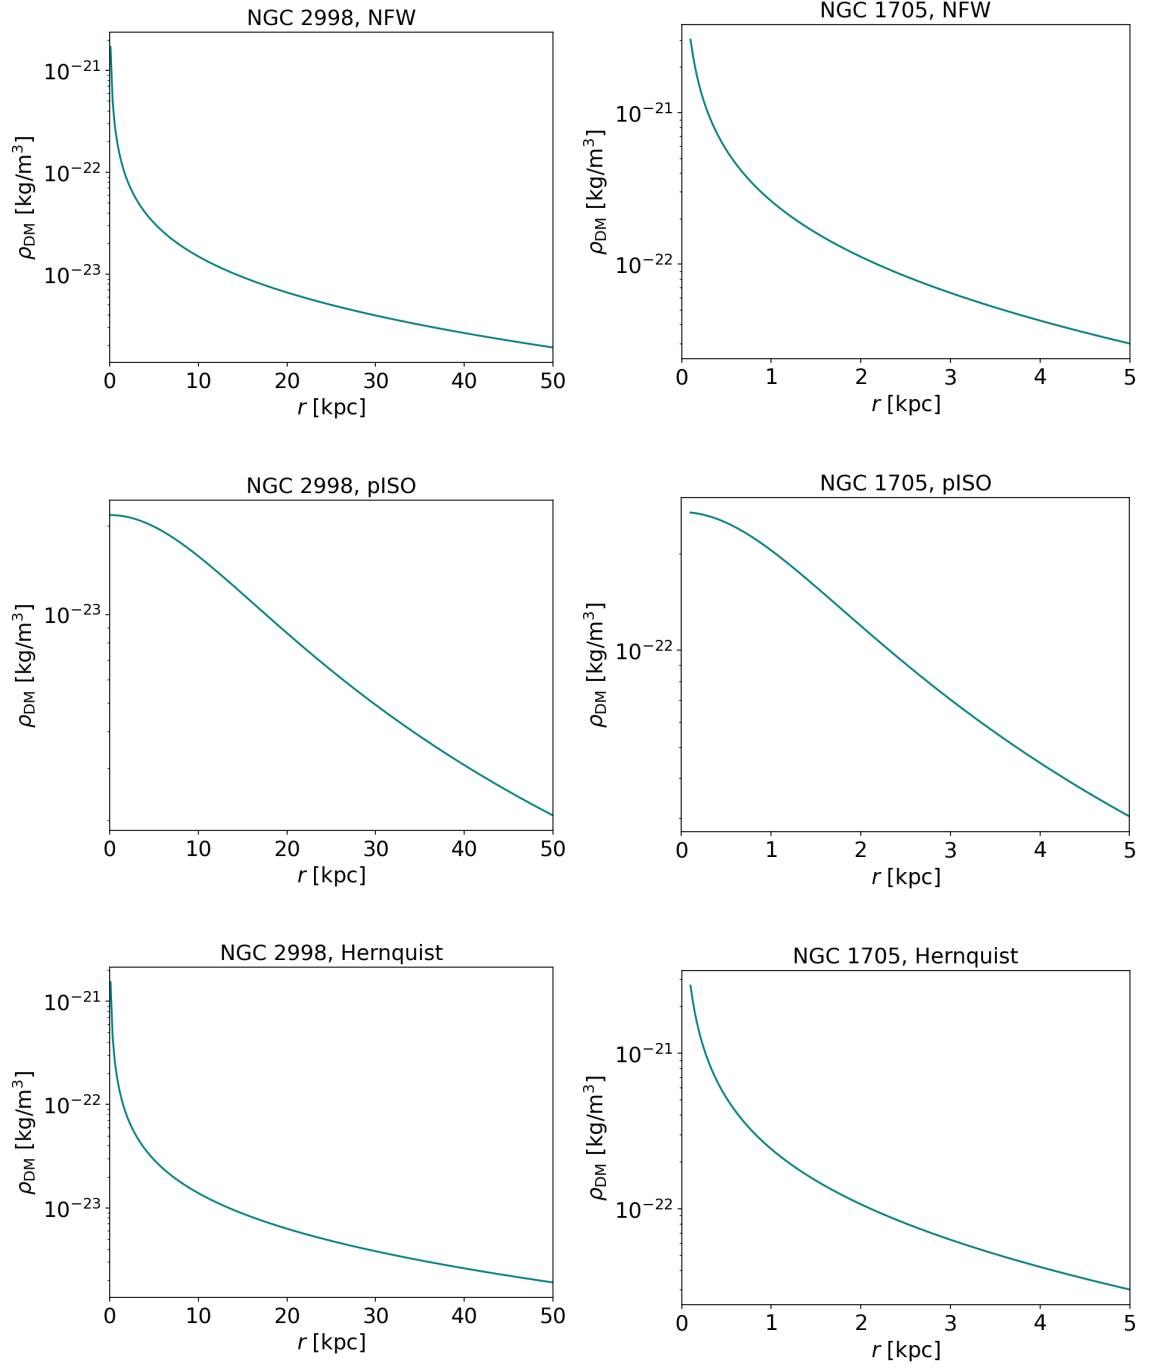 NGC 2998, NFW
10⁻²¹
10⁻²²
10⁻²³
ρDM [kg/m³]
0 10 20 30 40 50
r [kpc]
NGC 1705, NFW
10⁻²¹
10⁻²²
ρDM [kg/m³]
0 1 2 3 4 5
r [kpc]
NGC 2998, pISO
10⁻²³
ρDM [kg/m³]
0 10 20 30 40 50
r [kpc]
NGC 1705, pISO
10⁻²²
ρDM [kg/m³]
0 1 2 3 4 5
r [kpc]
NGC 2998, Hernquist
10⁻²¹
10⁻²²
10⁻²³
ρDM [kg/m³]
0 10 20 30 40 50
r [kpc]
NGC 1705, Hernquist
10⁻²¹
10⁻²²
ρDM [kg/m³]
0 1 2 3 4 5
r [kpc]